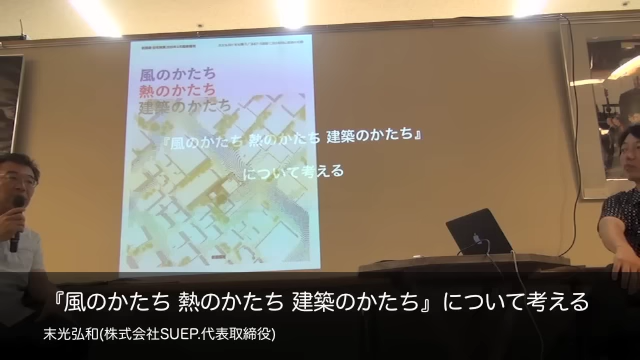 風のかたち
熱のかたち
建築のかたち
『風のかたち 熱のかたち 建築のかたち』
について考える
『風のかたち 熱のかたち 建築のかたち』について考える
末光弘和(株式会社SUEP.代表取締役)